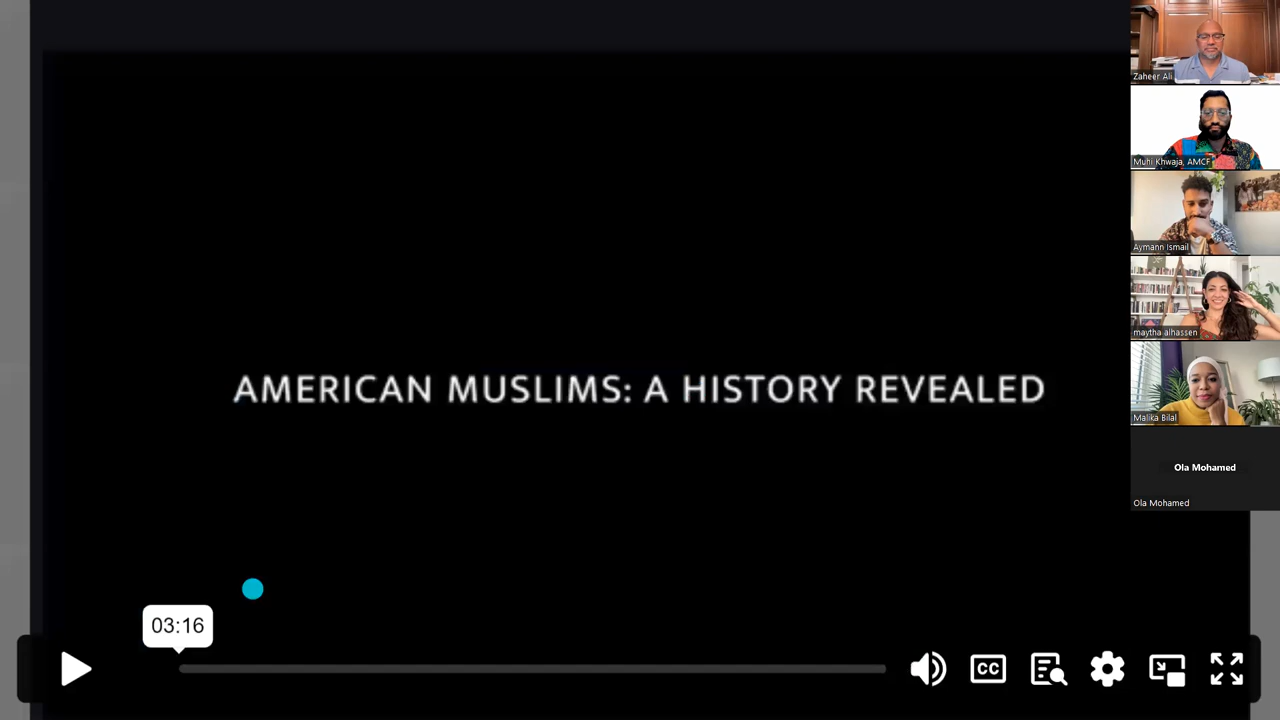 Zaheer Ali
Muhi Khwaja, AMCF
Aymann Ismail
maytha alhassen
AMERICAN MUSLIMS: A HISTORY REVEALED
Malika Bilal
Ola Mohamed
Ola Mohamed
03:16
CC